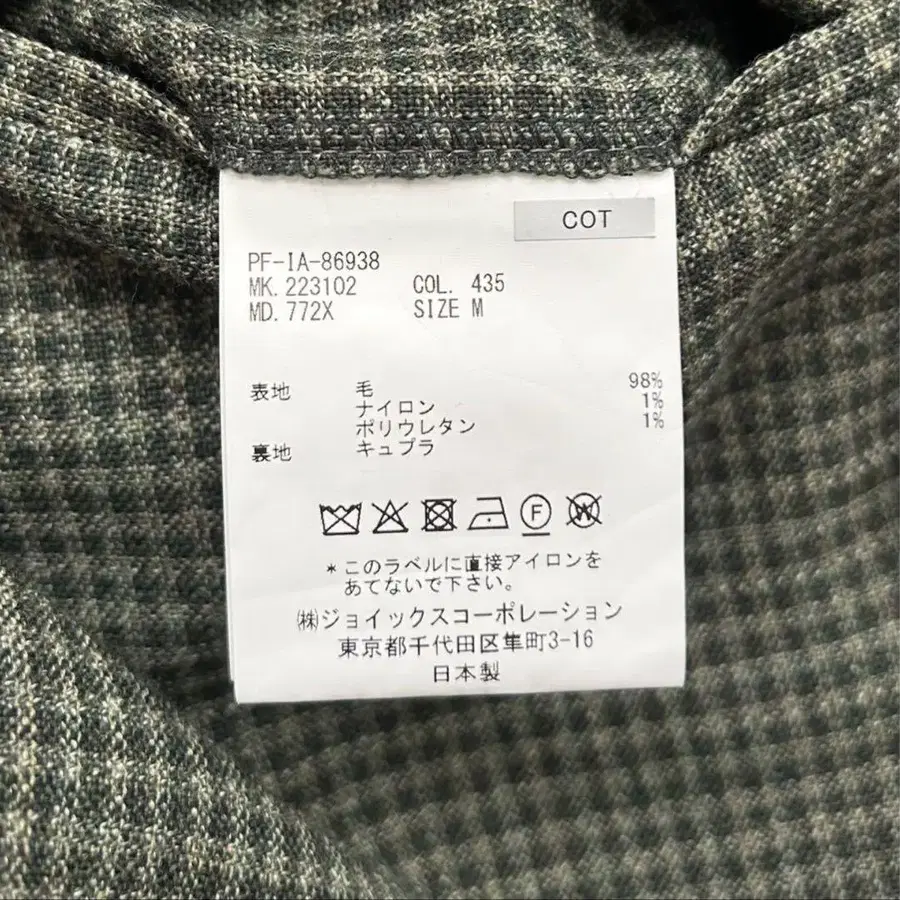 COT
PF-IA-86938
MK. 223102 COL. 435
MD. 772X SIZE M
表地 毛 98%
ナイロン 1%
ポリウレタン 1%
裏地 キュプラ
F W
*このラベルに直接アイロンを
あてないで下さい。
㈱ジョイックスコーポレーション
東京都千代田区隼町3-16
日本製